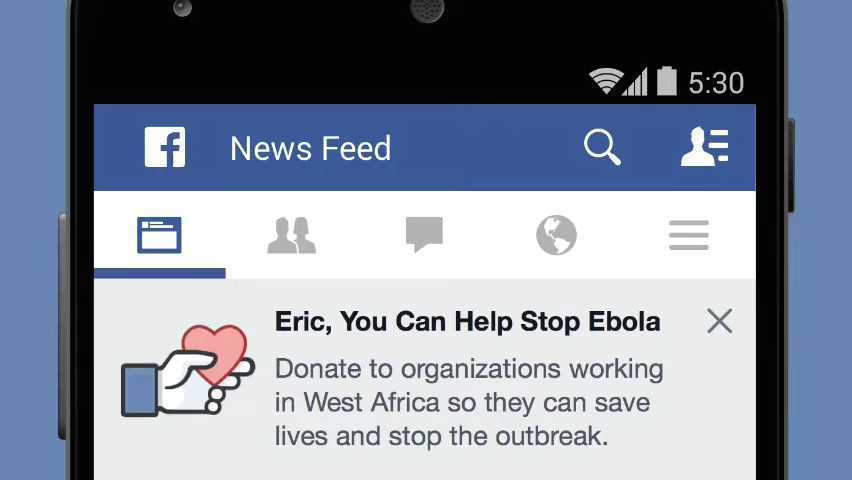 5:30
f News Feed
Eric, You Can Help Stop Ebola
Donate to organizations working
in West Africa so they can save
lives and stop the outbreak.